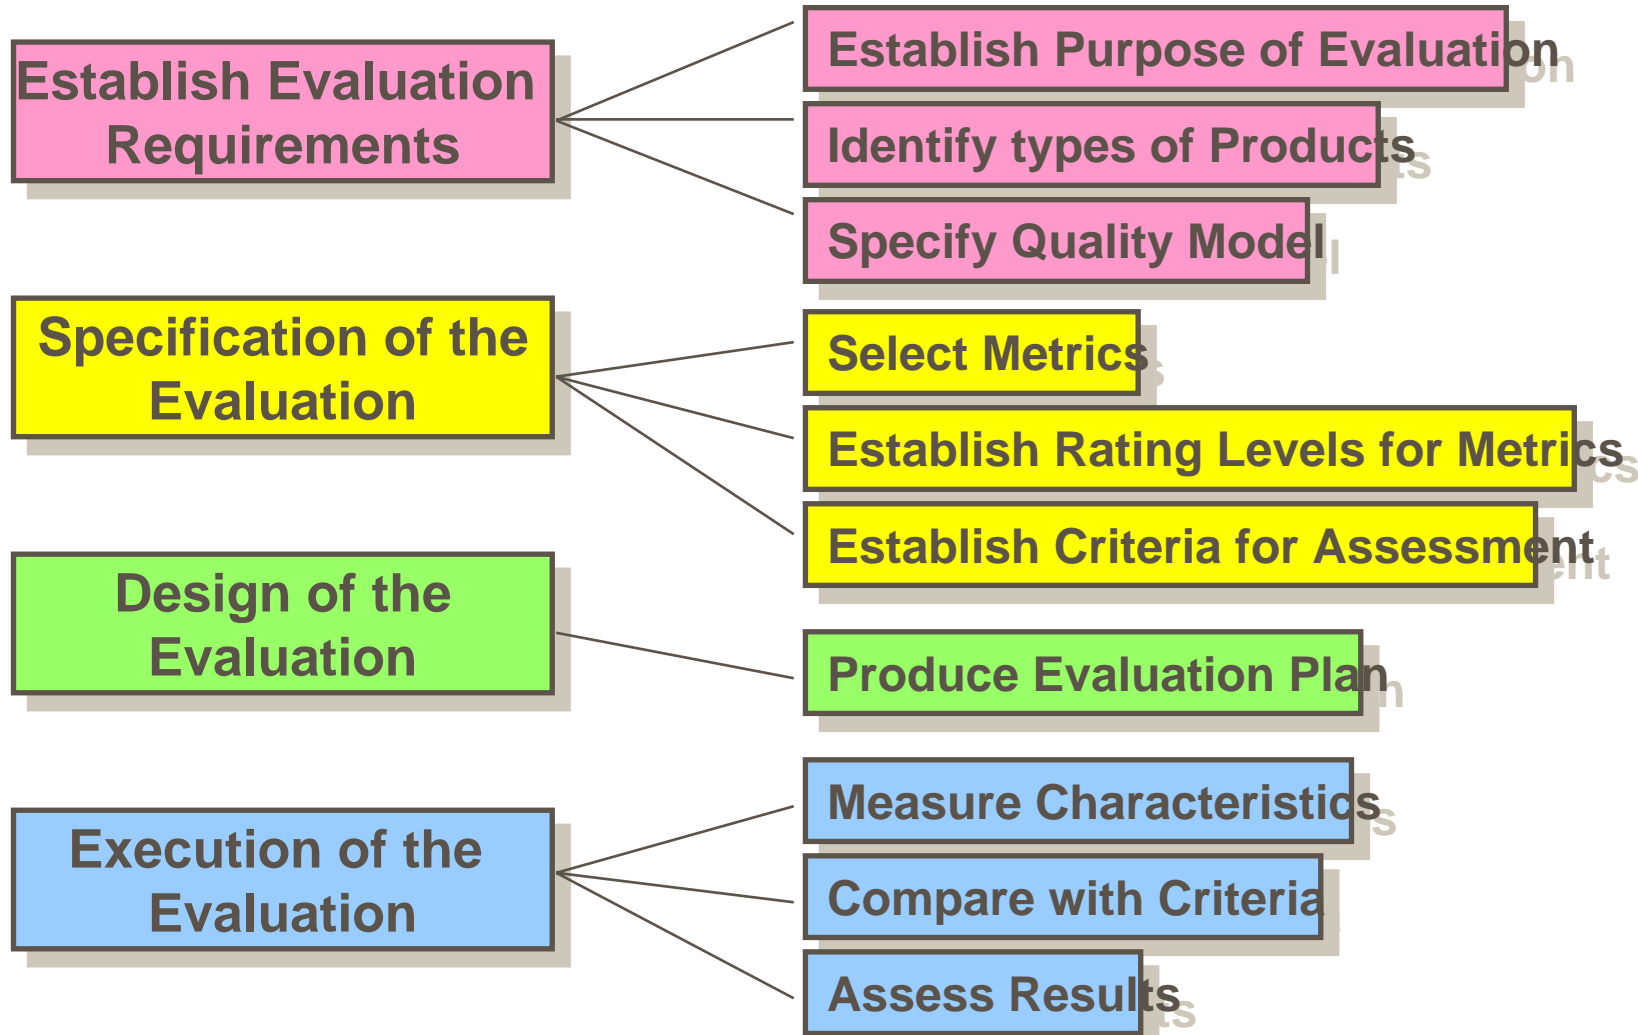 Establish Evaluation
Requirements
Establish Purpose of Evaluation
Identify types of Products
Specify Quality Model
Specification of the
Evaluation
Select Metrics
Establish Rating Levels for Metrics
Establish Criteria for Assessment
Design of the
Evaluation
Produce Evaluation Plan
Execution of the
Evaluation
Measure Characteristics
Compare with Criteria
Assess Results